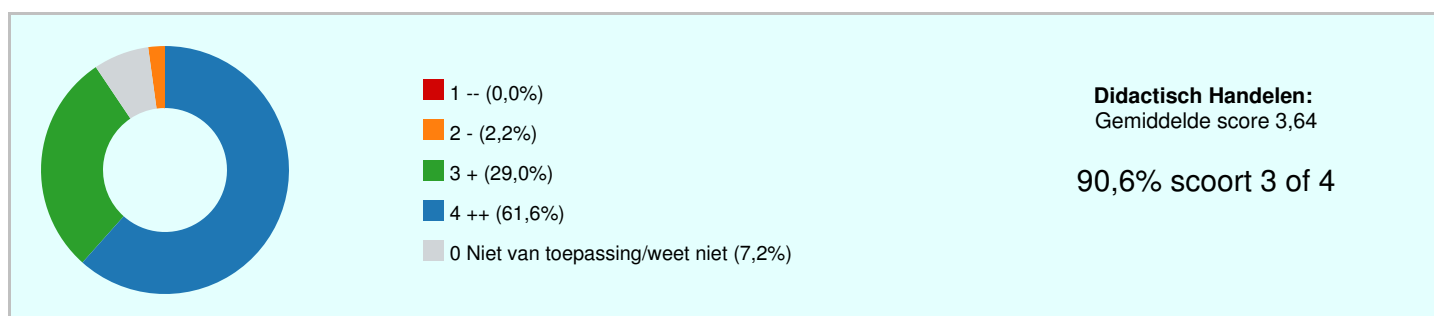 1 -- (0,0%)
2 - (2,2%)
3 + (29,0%)
4 ++ (61,6%)
0 Niet van toepassing/weet niet (7,2%)
Didactisch Handelen:
Gemiddelde score 3,64
90,6% scoort 3 of 4